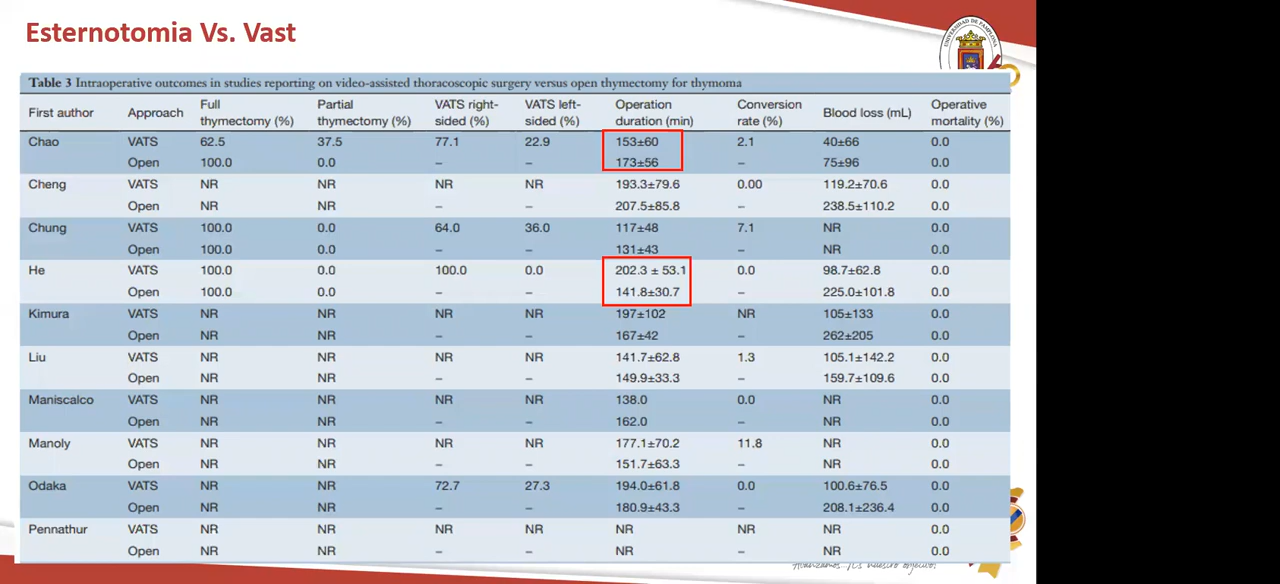 Esternotomia Vs. Vast
UNIVERSIDAD DE PAMPLONA
Table 3 Intraoperative outcomes in studies reporting on video-assisted thoracoscopic surgery versus open thymectomy for thymoma
First author Approach Full thymectomy (%) Partial thymectomy (%) VATS right-sided (%) VATS left-sided (%) Operation duration (min) Conversion rate (%) Blood loss (mL) Operative mortality (%)
Chao VATS 62.5 37.5 77.1 22.9 153±60 2.1 40±66 0.0
Open 100.0 0.0 – – 173±56 – 75±96 0.0
Cheng VATS NR NR NR NR 193.3±79.6 0.00 119.2±70.6 0.0
Open NR NR – – 207.5±85.8 – 238.5±110.2 0.0
Chung VATS 100.0 0.0 64.0 36.0 117±48 7.1 NR 0.0
Open 100.0 0.0 – – 131±43 – NR 0.0
He VATS 100.0 0.0 100.0 0.0 202.3 ± 53.1 0.0 98.7±62.8 0.0
Open 100.0 0.0 – – 141.8±30.7 – 225.0±101.8 0.0
Kimura VATS NR NR NR NR 197±102 NR 105±133 0.0
Open NR NR – – 167±42 – 262±205 0.0
Liu VATS NR NR NR NR 141.7±62.8 1.3 105.1±142.2 0.0
Open NR NR – – 149.9±33.3 – 159.7±109.6 0.0
Maniscalco VATS NR NR NR NR 138.0 0.0 NR 0.0
Open NR NR – – 162.0 – NR 0.0
Manoly VATS NR NR NR NR 177.1±70.2 11.8 NR 0.0
Open NR NR – – 151.7±63.3 – NR 0.0
Odaka VATS NR NR 72.7 27.3 194.0±61.8 0.0 100.6±76.5 0.0
Open NR NR – – 180.9±43.3 – 208.1±236.4 0.0
Pennathur VATS NR NR NR NR NR NR NR 0.0
Open NR NR – – NR – NR 0.0